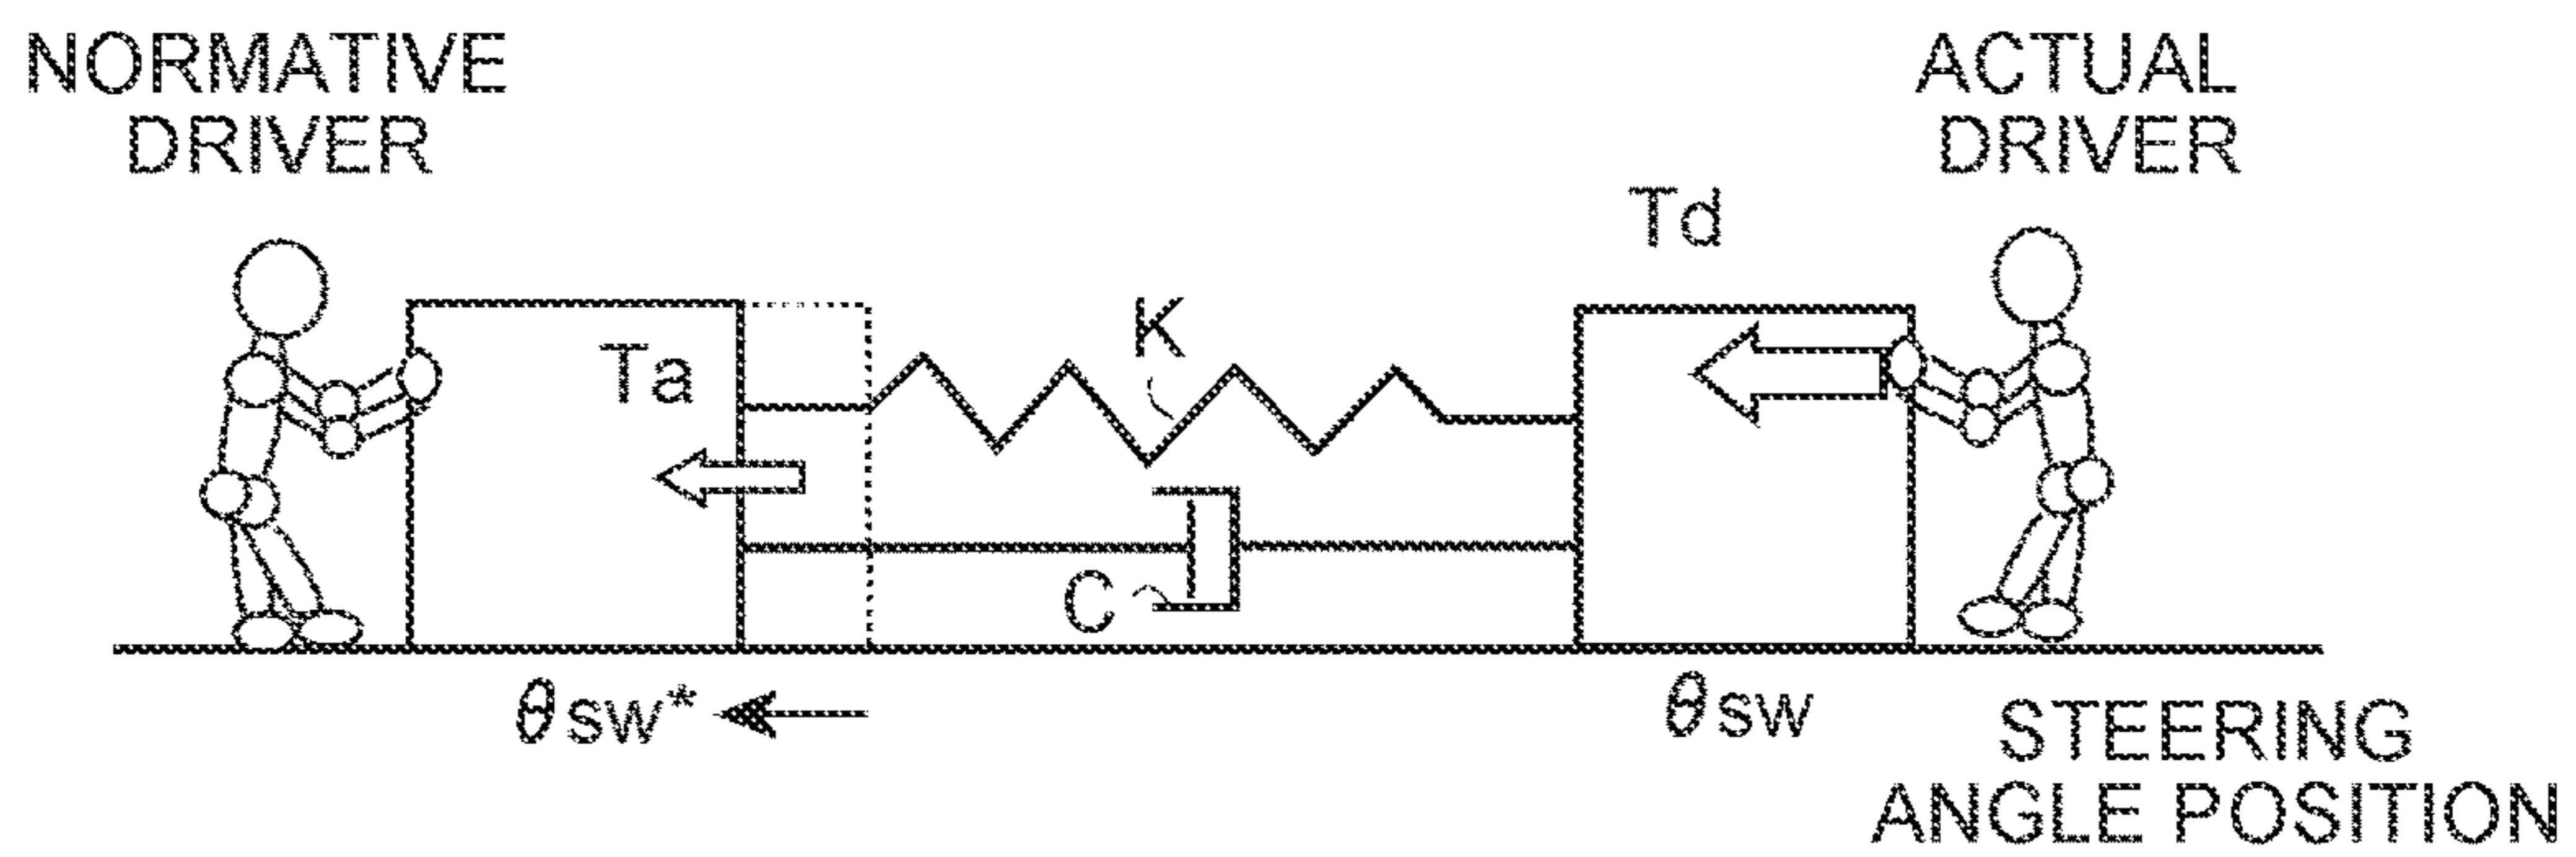 NORMATIVE
DRIVER
ACTUAL
DRIVER
Td
K
Ta
C
θsw*
θsw
STEERING
ANGLE POSITION